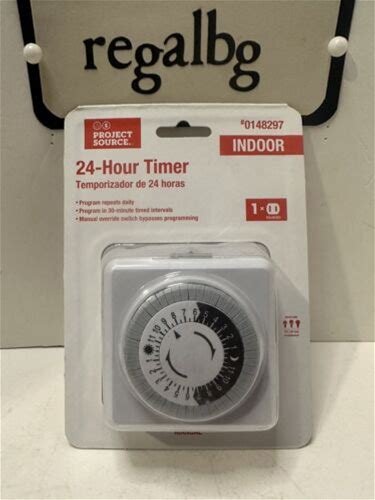 regalbg
PROJECT
SOURCE.
#0148297
INDOOR
24-Hour Timer
Temporizador de 24 horas
• Program repeats daily
• Program in 30-minute timed intervals
• Manual override switch bypasses programming
1 ×